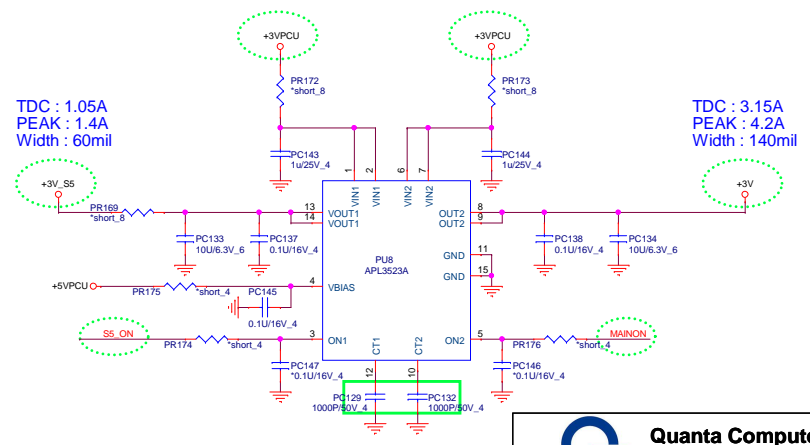 +3VPCU
+3VPCU
PR172
*short_8
PR173
*short_8
TDC : 1.05A
PEAK : 1.4A
Width : 60mil
TDC : 3.15A
PEAK : 4.2A
Width : 140mil
PC143
1u/25V_4
PC144
1u/25V_4
1
2
6
7
VIN1
VIN1
VIN2
VIN2
+3V_S5
+3V
PR169
*short_8
13
14
VOUT1
VOUT1
OUT2
OUT2
8
9
PC133
10U/6.3V_6
PC137
0.1U/16V_4
PC138
0.1U/16V_4
PC134
10U/6.3V_6
PU8
APL3523A
GND
11
GND
15
+5VPCU
PR175
*short_4
4
VBIAS
PC145
0.1U/16V_4
S5_ON
PR174
*short_4
3
ON1
ON2
5
PR176
*short_4
MAINON
CT1
CT2
12
10
PC147
*0.1U/16V_4
PC146
*0.1U/16V_4
PC129
1000P/50V_4
PC132
1000P/50V_4
Quanta Compute